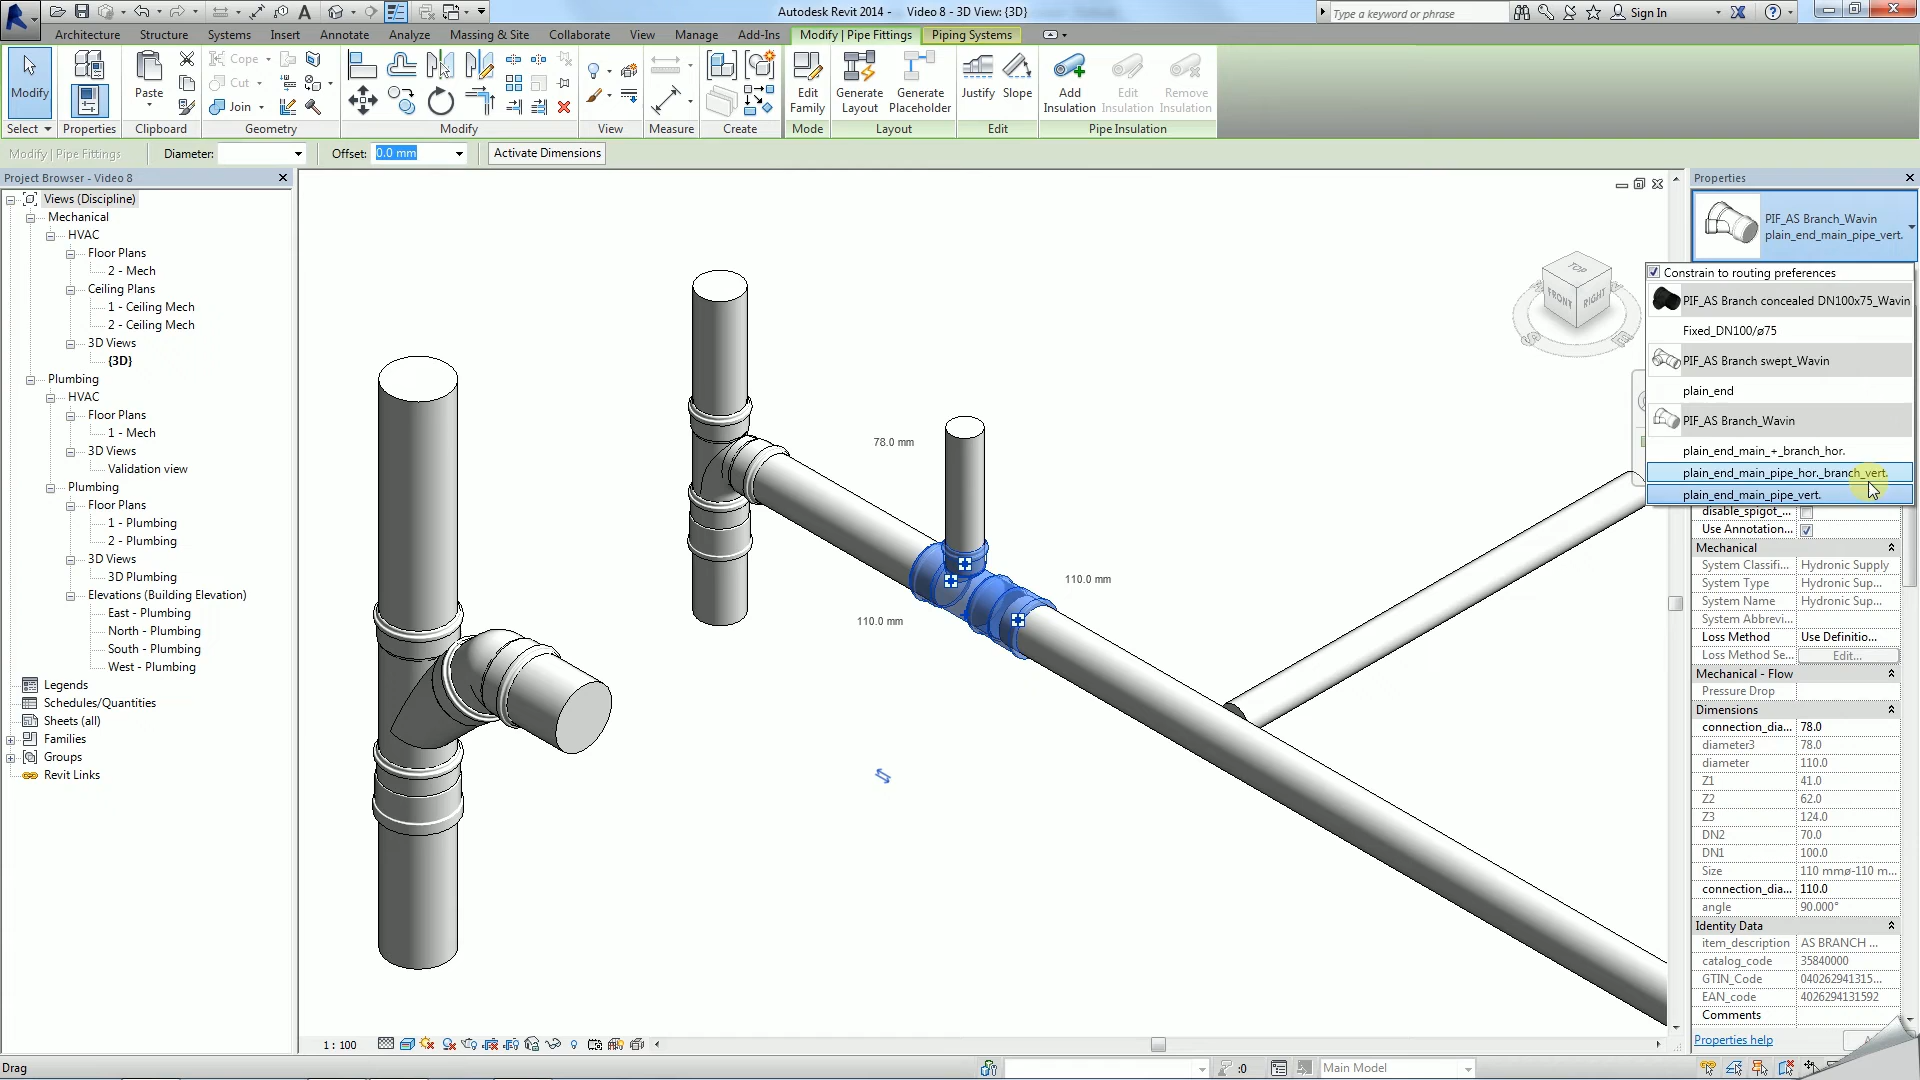 Autodesk Revit 2014 - Video 8 - 3D View: {3D}
Type a keyword or phrase
Sign In
Architecture Structure Systems Insert Annotate Analyze Massing & Site Collaborate View Manage Add-Ins Modify | Pipe Fittings Piping Systems
Modify
Paste
Cope
Cut
Join
Edit Family
Generate Layout
Generate Placeholder
Justify
Slope
Add Insulation
Edit Insulation
Remove Insulation
Select Properties Clipboard Geometry Modify View Measure Create Mode Layout Edit Pipe Insulation
Modify | Pipe Fittings
Diameter:
Offset: 0.0 mm
Activate Dimensions
Project Browser - Video 8
Views (Discipline)
Mechanical
HVAC
Floor Plans
2 - Mech
Ceiling Plans
1 - Ceiling Mech
2 - Ceiling Mech
3D Views
{3D}
Plumbing
HVAC
Floor Plans
1 - Mech
3D Views
Validation view
Plumbing
Floor Plans
1 - Plumbing
2 - Plumbing
3D Views
3D Plumbing
Elevations (Building Elevation)
East - Plumbing
North - Plumbing
South - Plumbing
West - Plumbing
Legends
Schedules/Quantities
Sheets (all)
Families
Groups
Revit Links
78.0 mm
110.0 mm
110.0 mm
TOP
FRONT
RIGHT
Properties
PIF_AS Branch_Wavin
plain_end_main_pipe_vert.
Constrain to routing preferences
PIF_AS Branch concealed DN100x75_Wavin
Fixed_DN100/ø75
PIF_AS Branch swept_Wavin
plain_end
PIF_AS Branch_Wavin
plain_end_main_+_branch_hor.
plain_end_main_pipe_hor._branch_vert.
plain_end_main_pipe_vert.
disable_spigot_...
Use Annotation...
Mechanical
System Classifi... Hydronic Supply
System Type Hydronic Sup...
System Name Hydronic Sup...
System Abbrevi...
Loss Method Use Definitio...
Loss Method Se... Edit...
Mechanical - Flow
Pressure Drop
Dimensions
connection_dia... 78.0
diameter3 78.0
diameter 110.0
Z1 41.0
Z2 62.0
Z3 124.0
DN2 70.0
DN1 100.0
Size 110 mmø-110 m...
connection_dia... 110.0
angle 90.000°
Identity Data
item_description AS BRANCH ...
catalog_code 35840000
GTIN_Code 040262941315...
EAN_code 4026294131592
Comments
Properties help
1 : 100
Drag
:0
Main Model